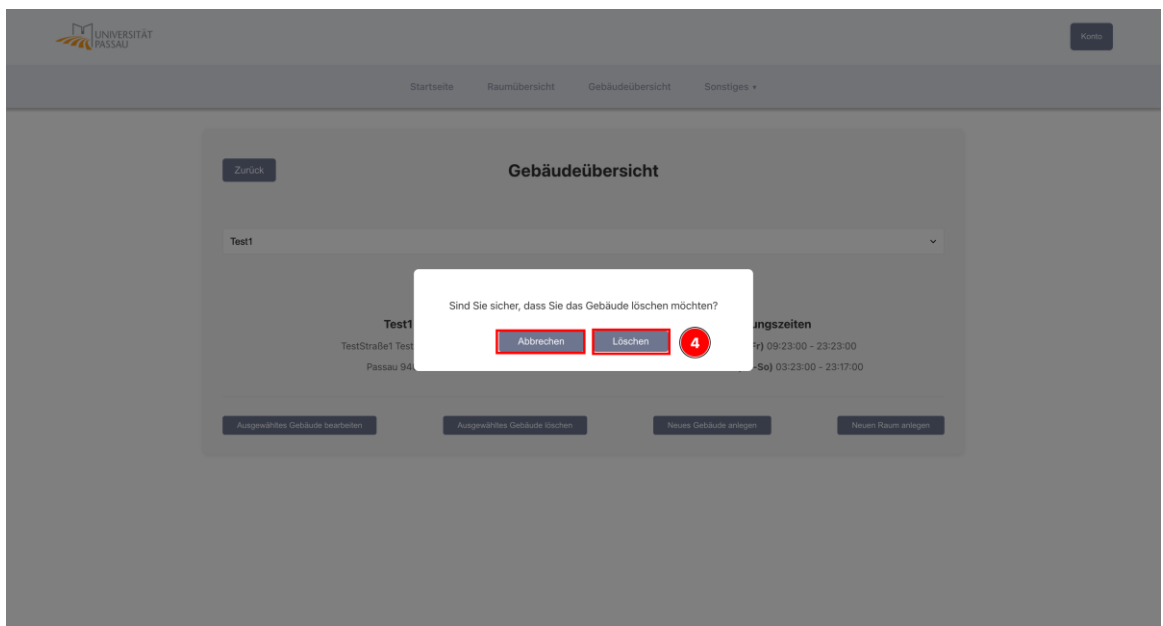 UNIVERSITÄT
PASSAU
Konto
Startseite Raumübersicht Gebäudeübersicht Sonstiges
Zurück Gebäudeübersicht
Test1
Sind Sie sicher, dass Sie das Gebäude löschen möchten?
Abbrechen Löschen 4
Test1 ungszeiten
TestStraße1 Test Fr) 09:23:00 - 23:23:00
Passau 94 -So) 03:23:00 - 23:17:00
Ausgewähltes Gebäude bearbeiten Ausgewähltes Gebäude löschen Neues Gebäude anlegen Neuen Raum anlegen